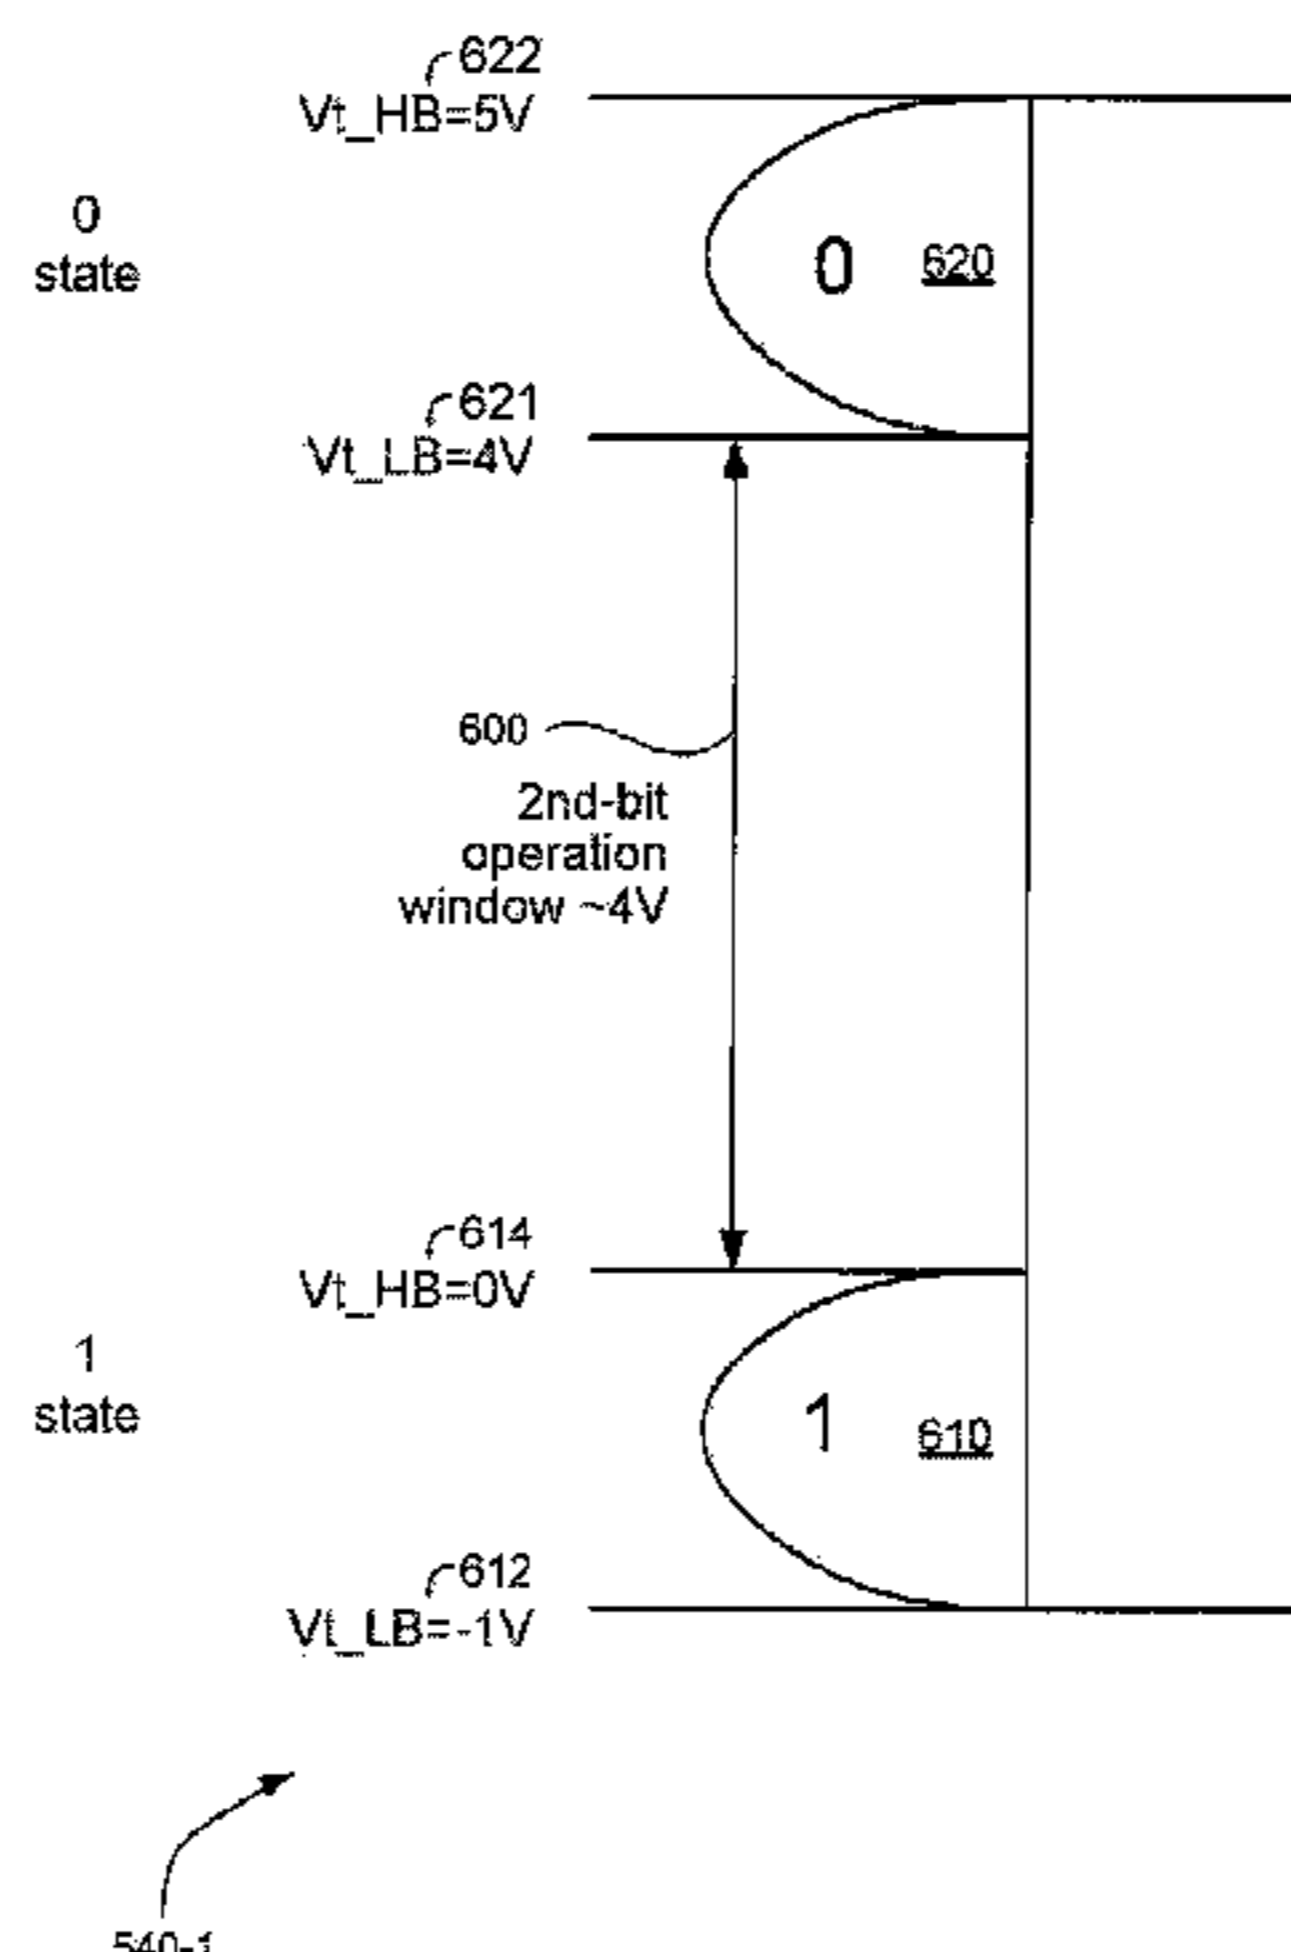 622
Vt_HB=5V
0
state
0 620
621
Vt_LB=4V
600
2nd-bit
operation
window ~4V
614
Vt_HB=0V
1
state
1 610
612
Vt_LB=-1V
540-1